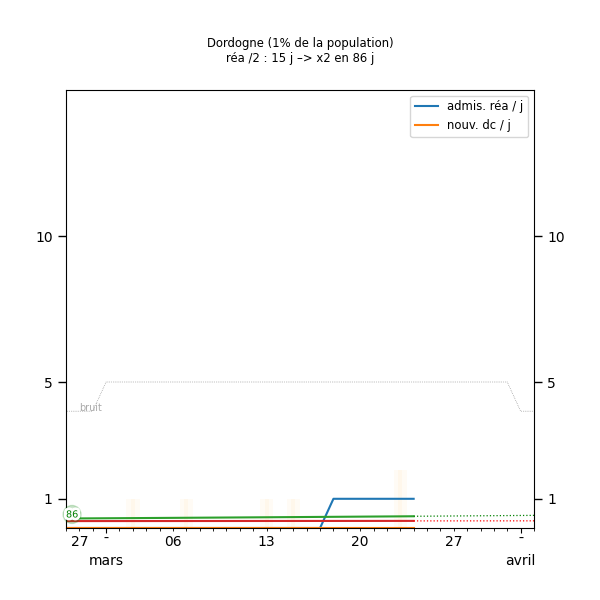 Dordogne (1% de la population)
réa /2 : 15 j –> x2 en 86 j
admis. réa / j
nouv. dc / j
10 10
5 5
bruit
1 1
86
27 - 06 13 20 27 -
mars avril